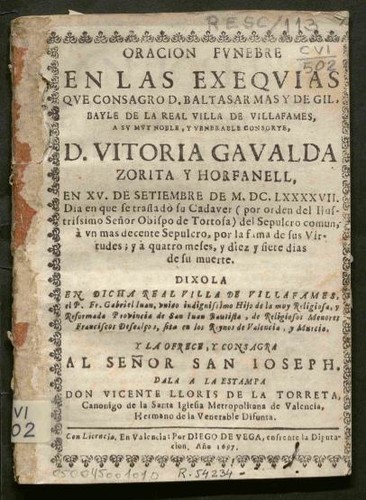 RESC/113
CVI
502
ORACION FVNEBRE
EN LAS EXEQVIAS
QVE CONSAGRO D. BALTASAR MAS Y DE GIL,
BAYLE DE LA REAL VILLA DE VILLAFAMES,
A SV MVY NOBLE, Y VENERABLE CONSORTE,
D. VITORIA GAVALDA
ZORITA Y HORFANELL,
EN XV. DE SETIEMBRE DE M. DC. LXXXXVII.
Dia en que se trasladò su Cadaver (por orden del Ilus-
trissimo Señor Obispo de Tortosa) del Sepulcro comun,
à vn mas decente Sepulcro, por la fama de sus Vir-
tudes; y à quatro meses, y diez y siete dias
de su muerte.
DIXOLA
EN DICHA REAL VILLA DE VILLAFAMES,
el P. Fr. Gabriel Iuan, indignissimo Hijo de la muy Religiosa, y
Reformada Provincia de San Iuan Bautista, de Religiosos Menores
Franciscos Descalços, sita en los Reynos de Valencia, y Murcia.
Y LA OFRECE, Y CONSAGRA
AL SEÑOR SAN IOSEPH.
DALA A LA ESTAMPA
DON VICENTE LLORIS DE LA TORRETA,
Canonigo de la Santa Iglesia Metropolitana de Valencia,
Hermano de la Venerable Difunta.
Con Licencia, En Valencia: Por DIEGO DE VEGA, enfrente la Diputa-
cion, Año 1697.
VI
02
R. 54234